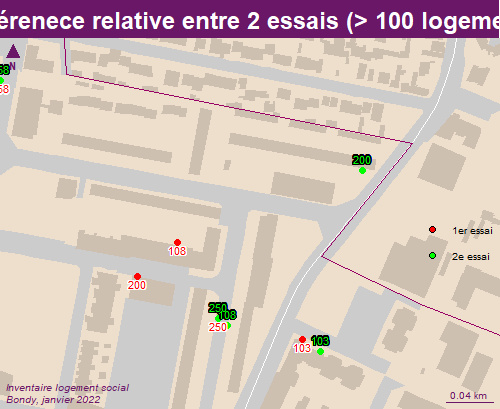 érenece relative entre 2 essais (> 100 logeme
N
58
58
200
1er essai
108
2e essai
200
250
108
250
103
103
Inventaire logement social
Bondy, janvier 2022
0.04 km